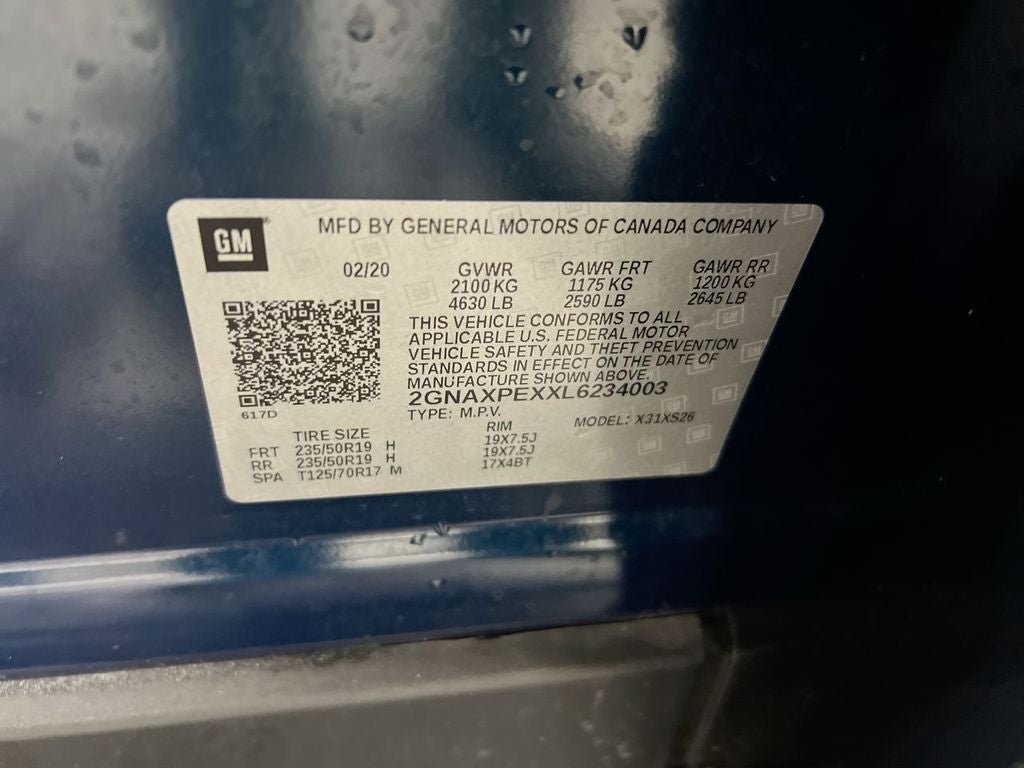 GM
MFD BY GENERAL MOTORS OF CANADA COMPANY
02/20 GVWR GAWR FRT GAWR RR
2100 KG 1175 KG 1200 KG
4630 LB 2590 LB 2645 LB
THIS VEHICLE CONFORMS TO ALL
APPLICABLE U.S. FEDERAL MOTOR
VEHICLE SAFETY AND THEFT PREVENTION
STANDARDS IN EFFECT ON THE DATE OF
MANUFACTURE SHOWN ABOVE.
2GNAXPEXXL6234003
617D
TYPE: M.P.V. MODEL: X31XS26
TIRE SIZE RIM
FRT 235/50R19 H 19X7.5J
RR 235/50R19 H 19X7.5J
SPA T125/70R17 M 17X4BT